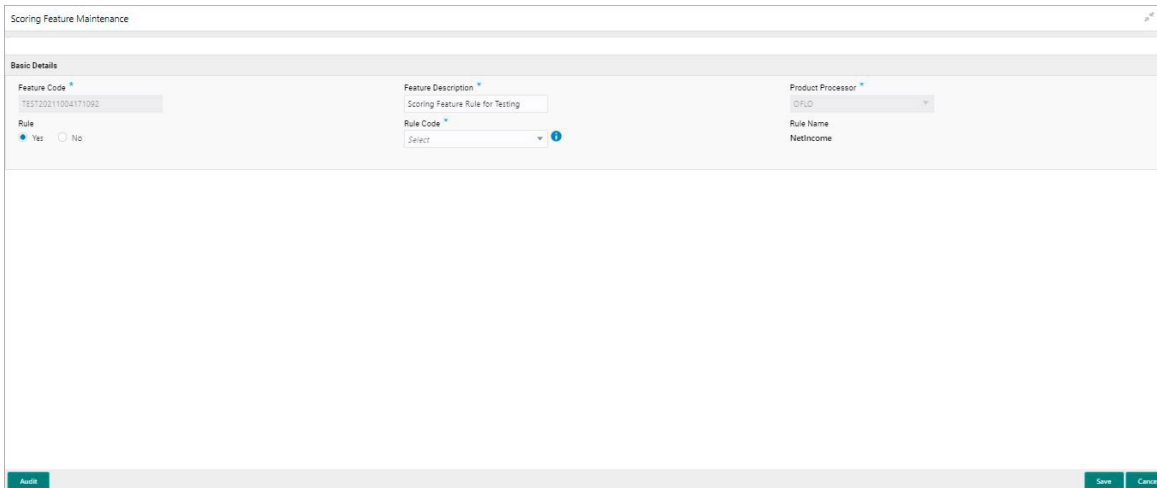 Scoring Feature Maintenance
Basic Details
Feature Code *
Feature Description *
Product Processor *
TEST20211004171092
Scoring Feature Rule for Testing
OFLO
Rule
Rule Code *
Rule Name
Yes No
Select
NetIncome
Audit
Save
Cance